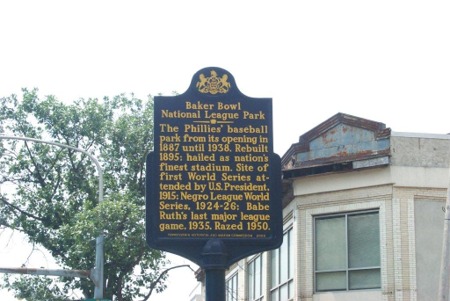 Baker Bowl
National League Park
The Phillies' baseball
park from its opening in
1887 until 1938. Rebuilt
1895; hailed as nation's
finest stadium. Site of
first World Series at-
tended by U.S. President,
1915; Negro League World
Series, 1924-26; Babe
Ruth's last major league
game, 1935. Razed 1950.